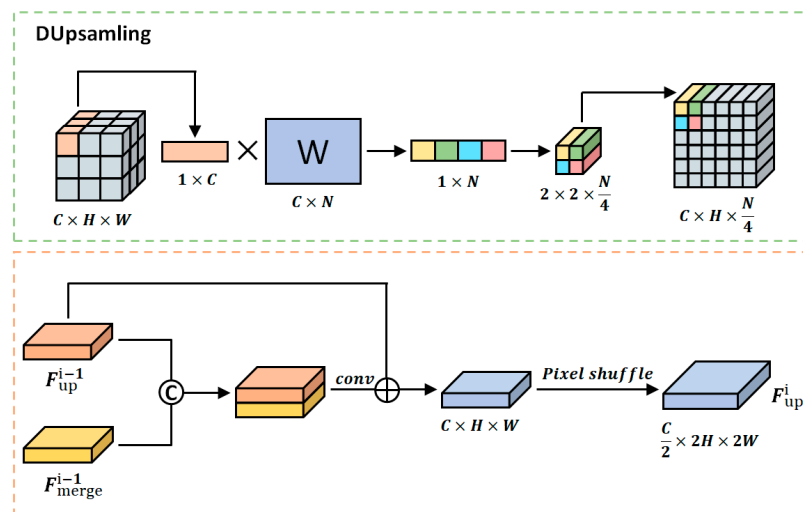 DUpsamling
W
1 × C
C × N
1 × N
2 × 2 × N/4
C × H × W
C × H × N/4
F_up^{i−1}
conv
Pixel shuffle
C
F_up^i
C × H × W
C/2 × 2H × 2W
F_merge^{i−1}